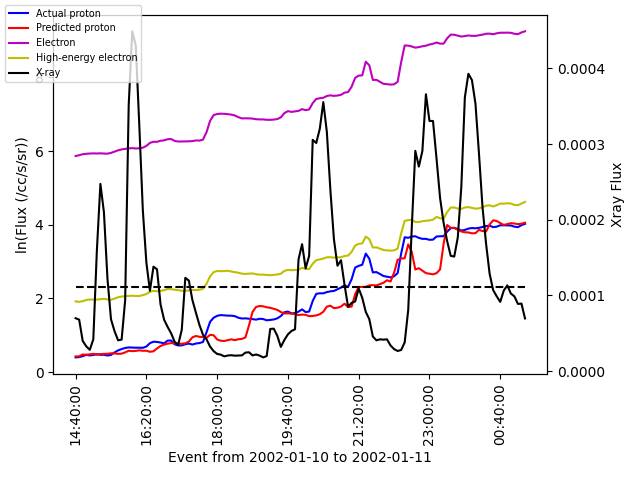 Actual proton
Predicted proton
Electron
High-energy electron
X-ray
8
6
4
2
0
ln(Flux (/cc/s/sr))
0.0004
0.0003
0.0002
0.0001
0.0000
Xray Flux
14:40:00
16:20:00
18:00:00
19:40:00
21:20:00
23:00:00
00:40:00
Event from 2002-01-10 to 2002-01-11